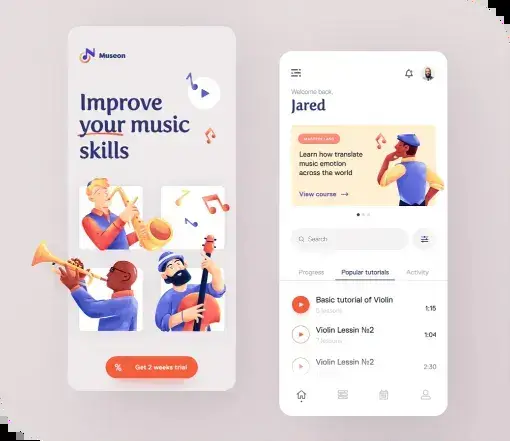 Museon
Improve
your music
skills
Get 2 weeks trial
Welcome back,
Jared
Learn how translate
music emotion
across the world
View course →
Search
Progress
Popular tutorials
Activity
Basic tutorial of Violin
5 lessons
1:15
Violin Lessin №2
7 lessons
1:04
Violin Lessin №2
2:30